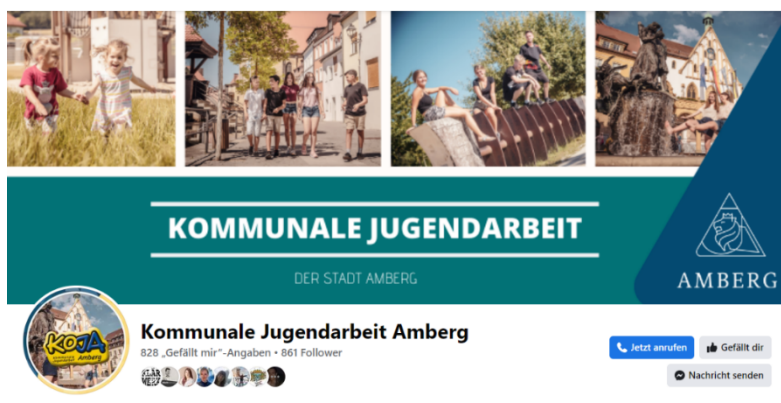 KOMMUNALE JUGENDARBEIT
DER STADT AMBERG
AMBERG
KOJA
Amberg
Kommunale Jugendarbeit Amberg
828 „Gefällt mir“-Angaben • 861 Follower
Jetzt anrufen
Gefällt dir
Nachricht senden